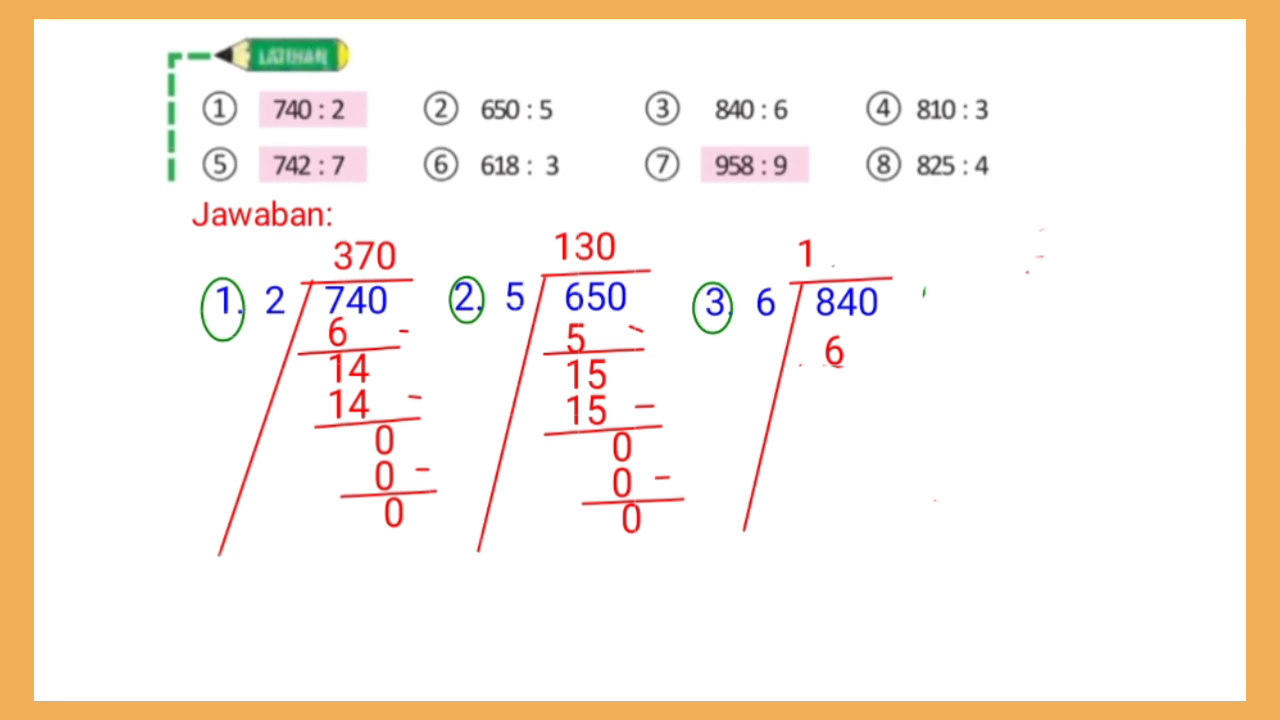 LATIHAN
① 740 : 2 ② 650 : 5 ③ 840 : 6 ④ 810 : 3
⑤ 742 : 7 ⑥ 618 : 3 ⑦ 958 : 9 ⑧ 825 : 4
Jawaban:
370
1. 2 740
6 -
14
14 -
0
0 -
0
130
2. 5 650
5 -
15
15 -
0
0 -
0
1
3. 6 840
6